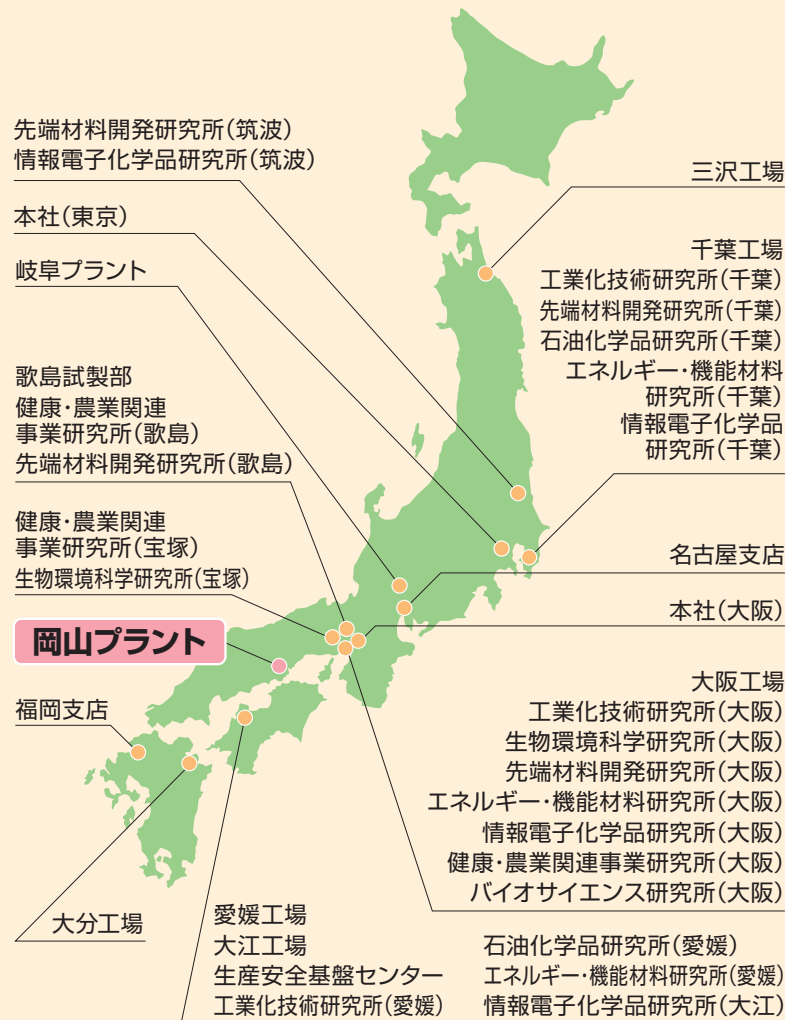 先端材料開発研究所(筑波)
情報電子化学品研究所(筑波)
本社(東京)
岐阜プラント
歌島試製部
健康・農業関連
事業研究所(歌島)
先端材料開発研究所(歌島)
健康・農業関連
事業研究所(宝塚)
生物環境科学研究所(宝塚)
岡山プラント
福岡支店
大分工場
三沢工場
千葉工場
工業化技術研究所(千葉)
先端材料開発研究所(千葉)
石油化学品研究所(千葉)
エネルギー・機能材料
研究所(千葉)
情報電子化学品
研究所(千葉)
名古屋支店
本社(大阪)
大阪工場
工業化技術研究所(大阪)
生物環境科学研究所(大阪)
先端材料開発研究所(大阪)
エネルギー・機能材料研究所(大阪)
情報電子化学品研究所(大阪)
健康・農業関連事業研究所(大阪)
バイオサイエンス研究所(大阪)
愛媛工場
大江工場
生産安全基盤センター
工業化技術研究所(愛媛)
石油化学品研究所(愛媛)
エネルギー・機能材料研究所(愛媛)
情報電子化学品研究所(大江)